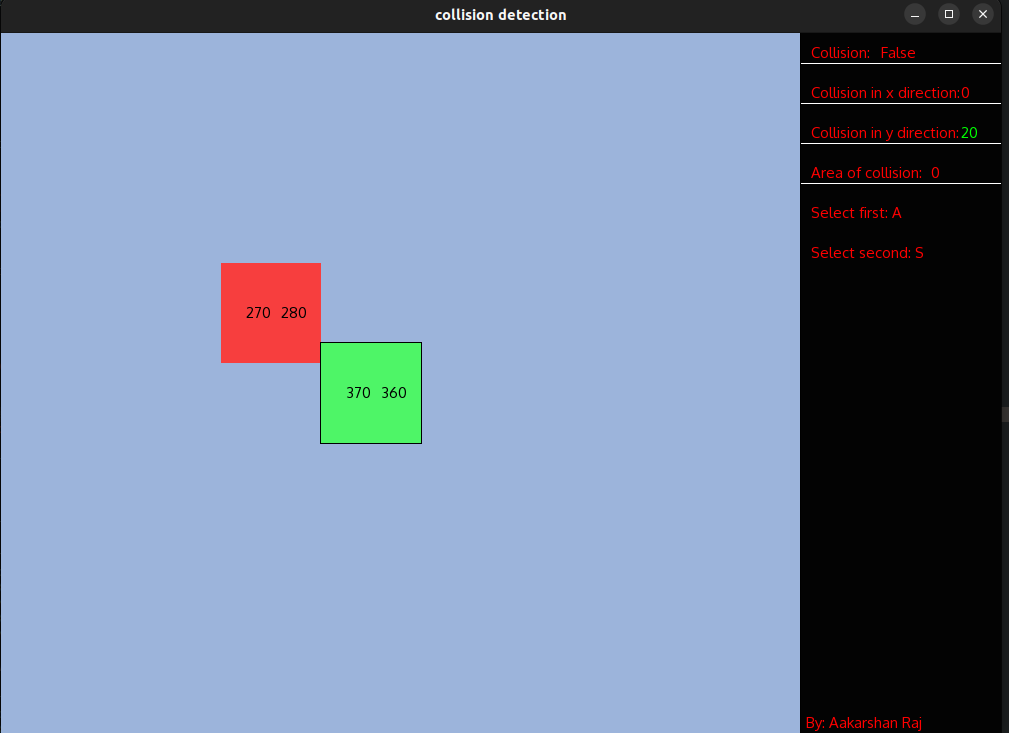 collision detection
Collision: False
Collision in x direction:0
Collision in y direction:20
Area of collision: 0
Select first: A
Select second: S
270 280
370 360
By: Aakarshan Raj